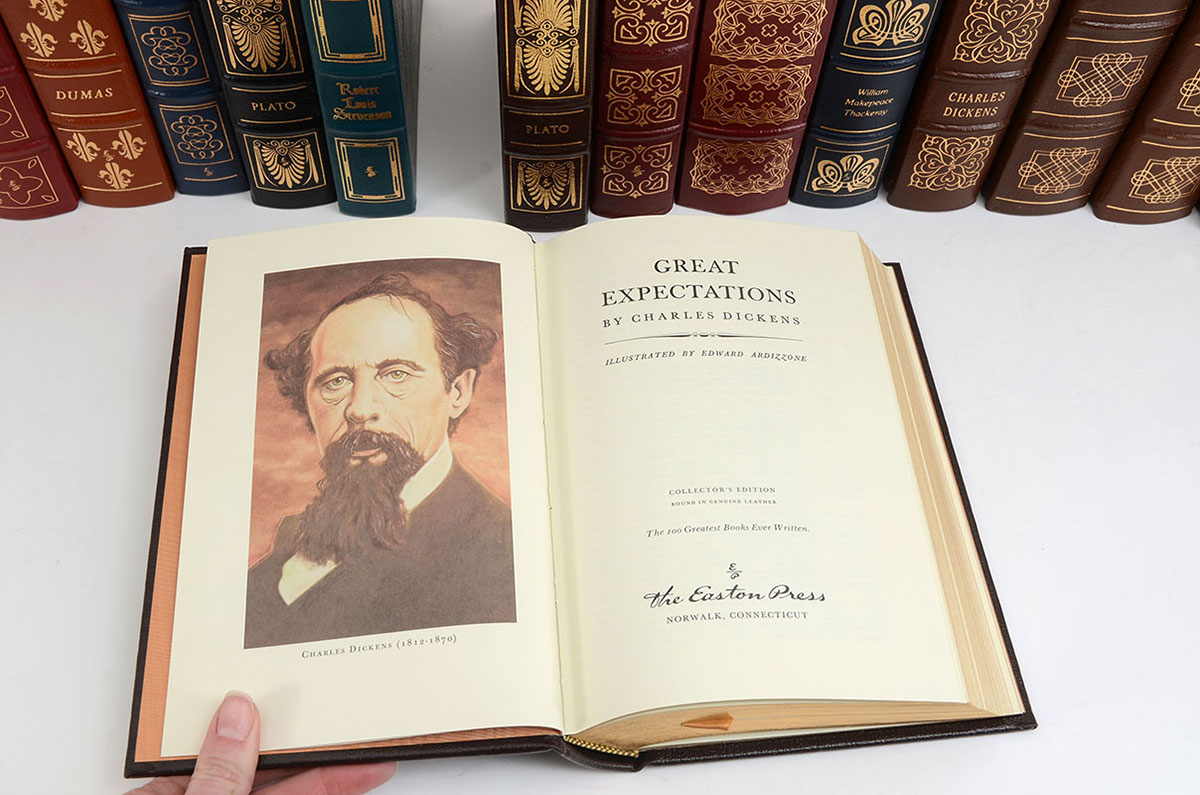 DUMAS
PLATO
Robert
Louis
Stevenson
PLATO
William
Makepeace
Thackeray
CHARLES
DICKENS
CHARLES DICKENS (1812-1870)
GREAT
EXPECTATIONS
BY CHARLES DICKENS
ILLUSTRATED BY EDWARD ARDIZZONE
COLLECTOR'S EDITION
BOUND IN GENUINE LEATHER
The 100 Greatest Books Ever Written.
E
P
The Easton Press
NORWALK, CONNECTICUT